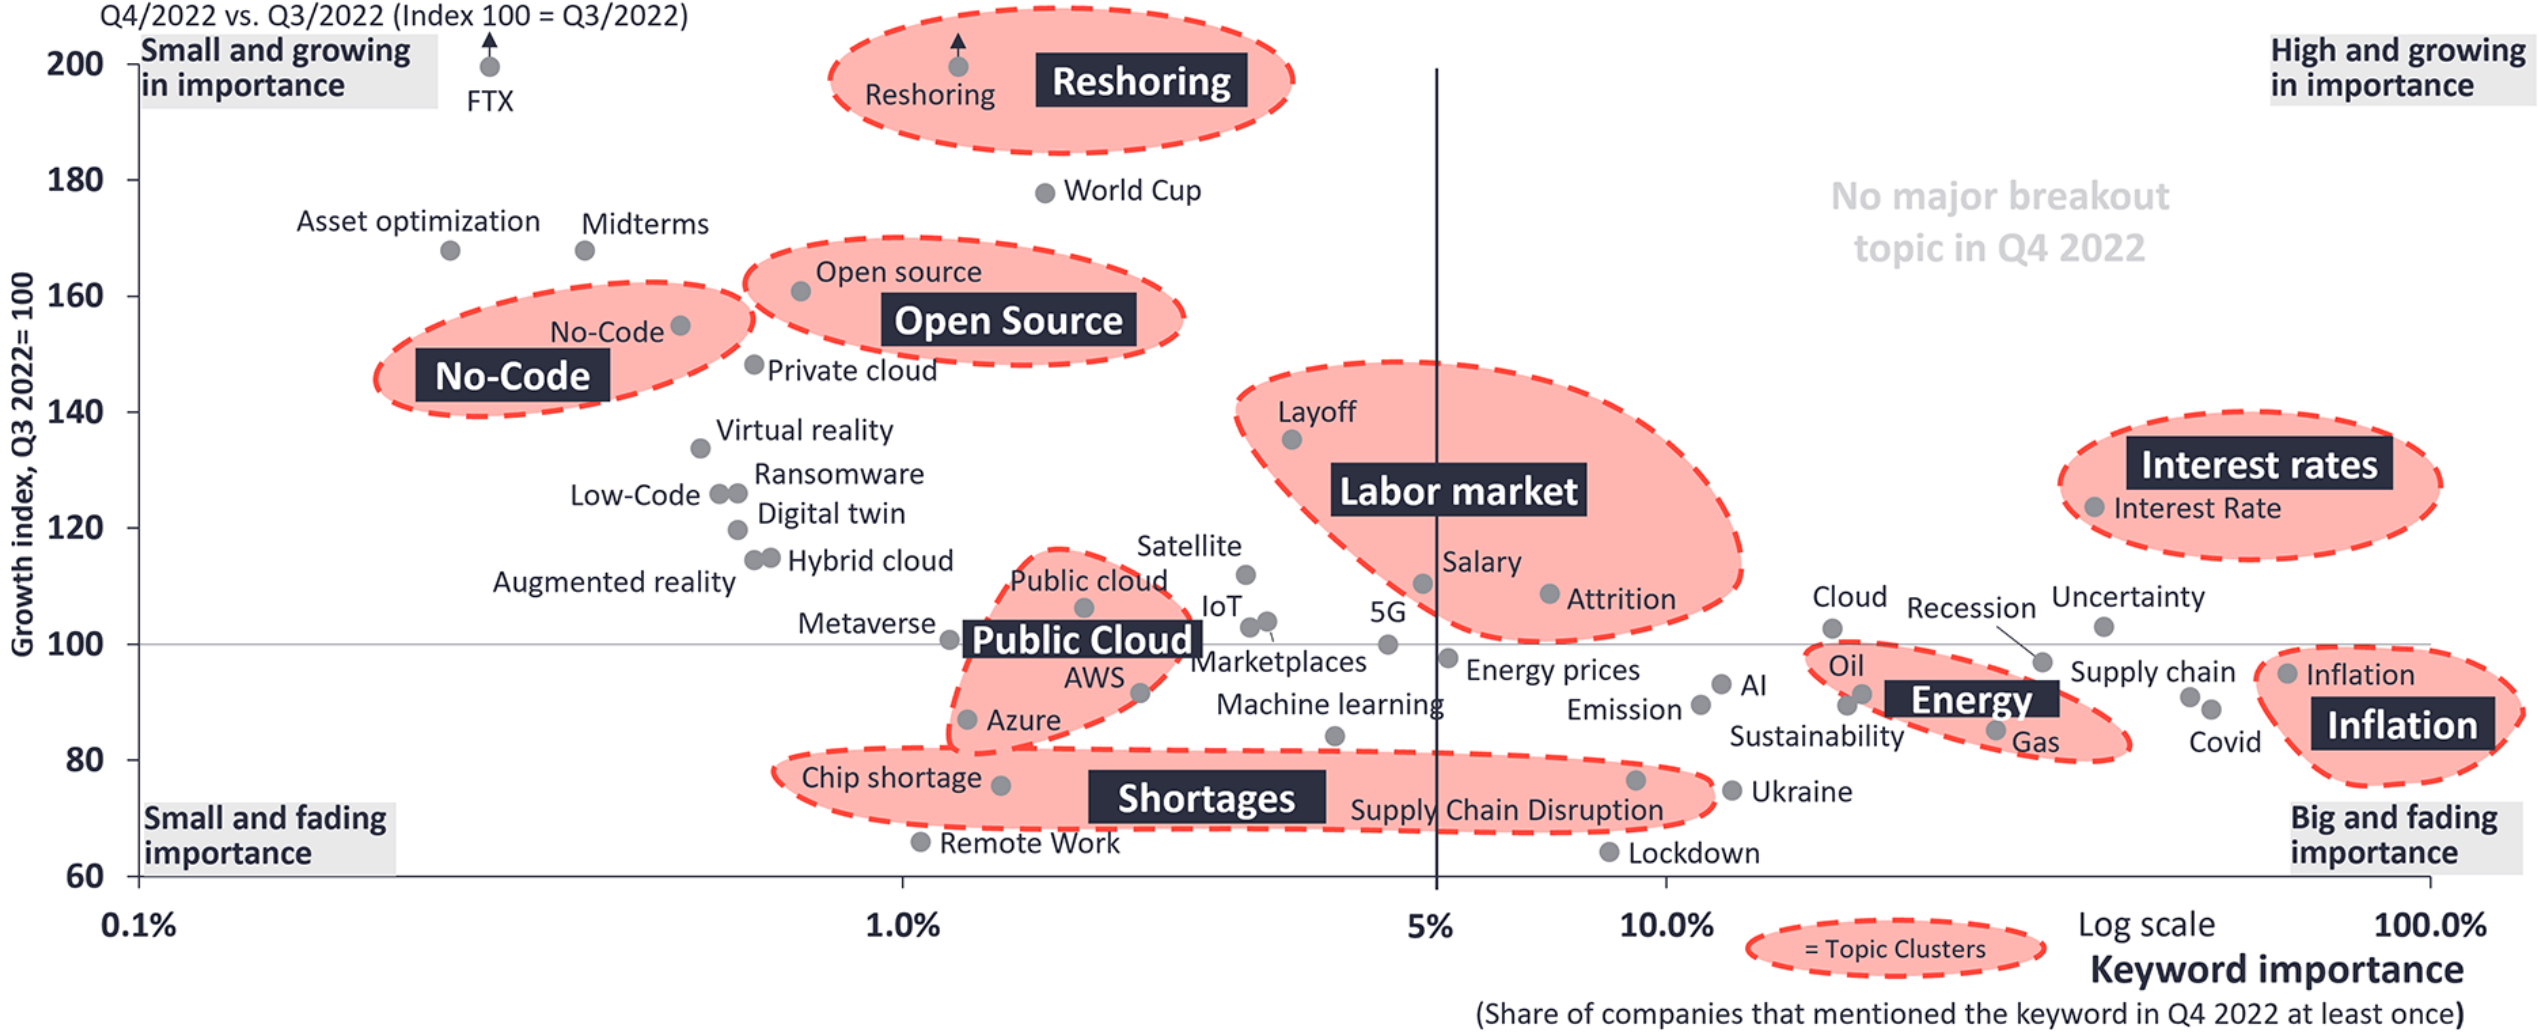 Q4/2022 vs. Q3/2022 (Index 100 = Q3/2022)
Small and growing
in importance
High and growing
in importance
Growth index, Q3 2022= 100
200
180
160
140
120
100
80
60
FTX
Reshoring
Reshoring
World Cup
No major breakout
topic in Q4 2022
Asset optimization
Midterms
Open source
Open Source
No-Code
No-Code
Private cloud
Layoff
Labor market
Virtual reality
Ransomware
Low-Code
Digital twin
Interest rates
Interest Rate
Hybrid cloud
Augmented reality
Satellite
Salary
Attrition
Public cloud
IoT
5G
Cloud
Recession
Uncertainty
Metaverse
Public Cloud
Marketplaces
Energy prices
AWS
Azure
Machine learning
Emission
AI
Oil
Energy
Sustainability
Gas
Supply chain
Covid
Inflation
Inflation
Chip shortage
Shortages
Supply Chain Disruption
Ukraine
Remote Work
Lockdown
Small and fading
importance
Big and fading
importance
0.1%
1.0%
5%
10.0%
100.0%
Log scale
= Topic Clusters
Keyword importance
(Share of companies that mentioned the keyword in Q4 2022 at least once)